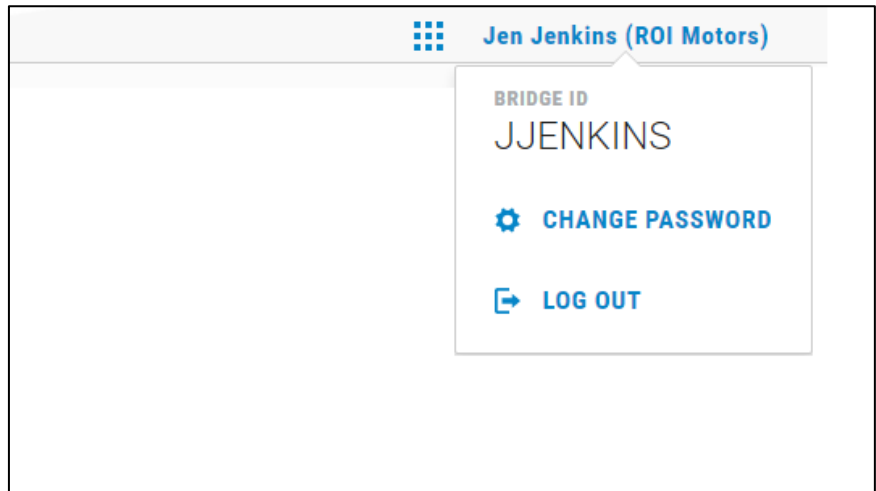 Jen Jenkins (ROI Motors)
BRIDGE ID
JJENKINS
CHANGE PASSWORD
LOG OUT